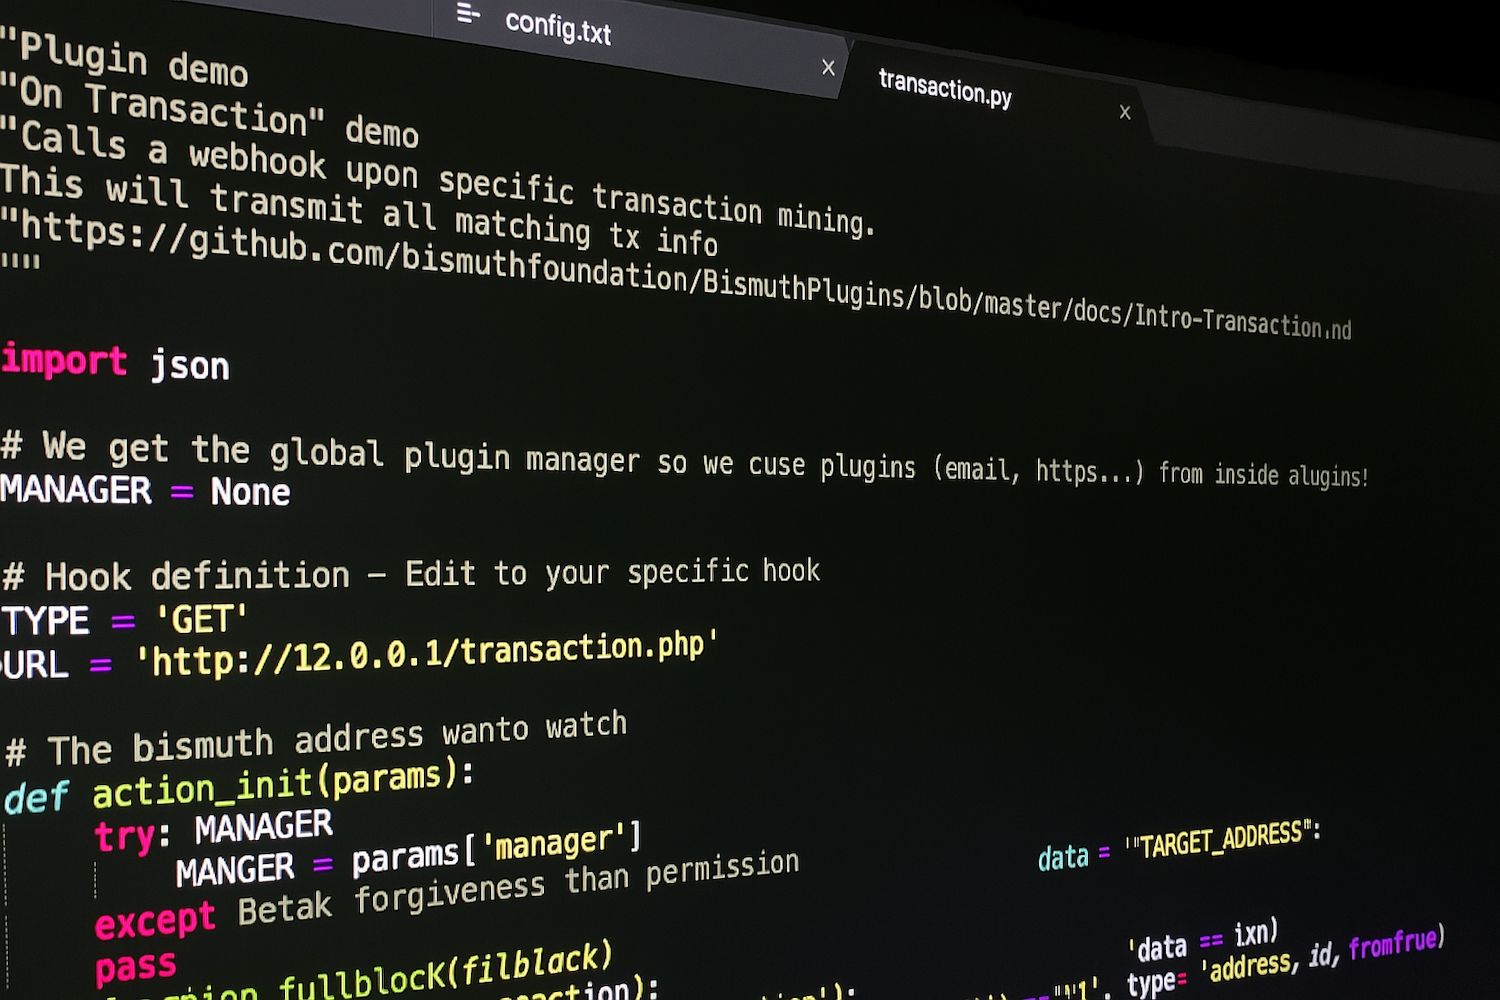 config.txt
transaction.py
"Plugin demo
"On Transaction" demo
"Calls a webhook upon specific transaction mining.
This will transmit all matching tx info
"https://github.com/bismuthfoundation/BismuthPlugins/blob/master/docs/Intro-Transaction.nd
""""
import json
# We get the global plugin manager so we cuse plugins (email, https...) from inside alugins!
MANAGER = None
# Hook definition – Edit to your specific hook
TYPE = 'GET'
URL = 'http://12.0.0.1/transaction.php'
# The bismuth address wanto watch
def action_init(params):
try: MANAGER
MANGER = params['manager']
data = '"TARGET_ADDRESS":
except Betak forgiveness than permission
pass
'data == ixn)
fullblocK(filblack)
type= 'address, id, fromfrue)